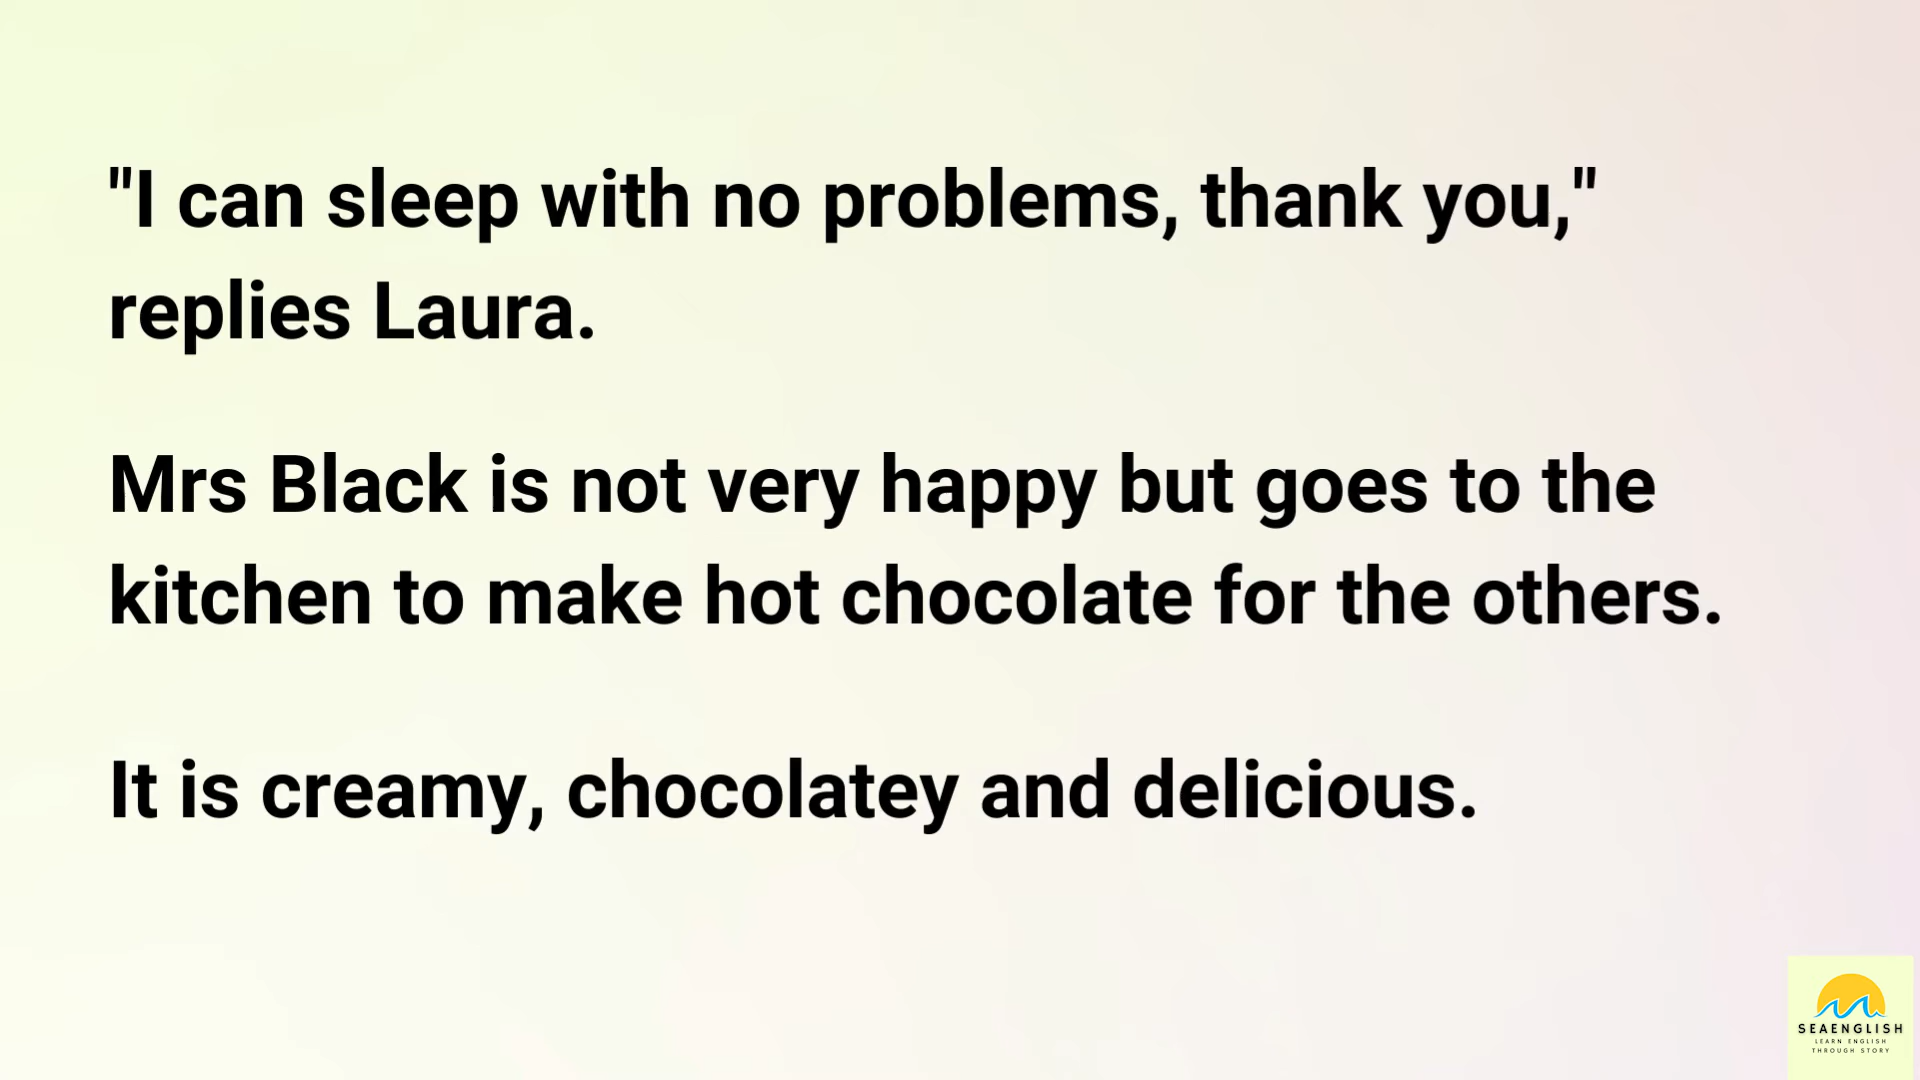 "I can sleep with no problems, thank you,"
replies Laura.
Mrs Black is not very happy but goes to the
kitchen to make hot chocolate for the others.
It is creamy, chocolatey and delicious.
SEAENGLISH
LEARN ENGLISH
THROUGH STORY